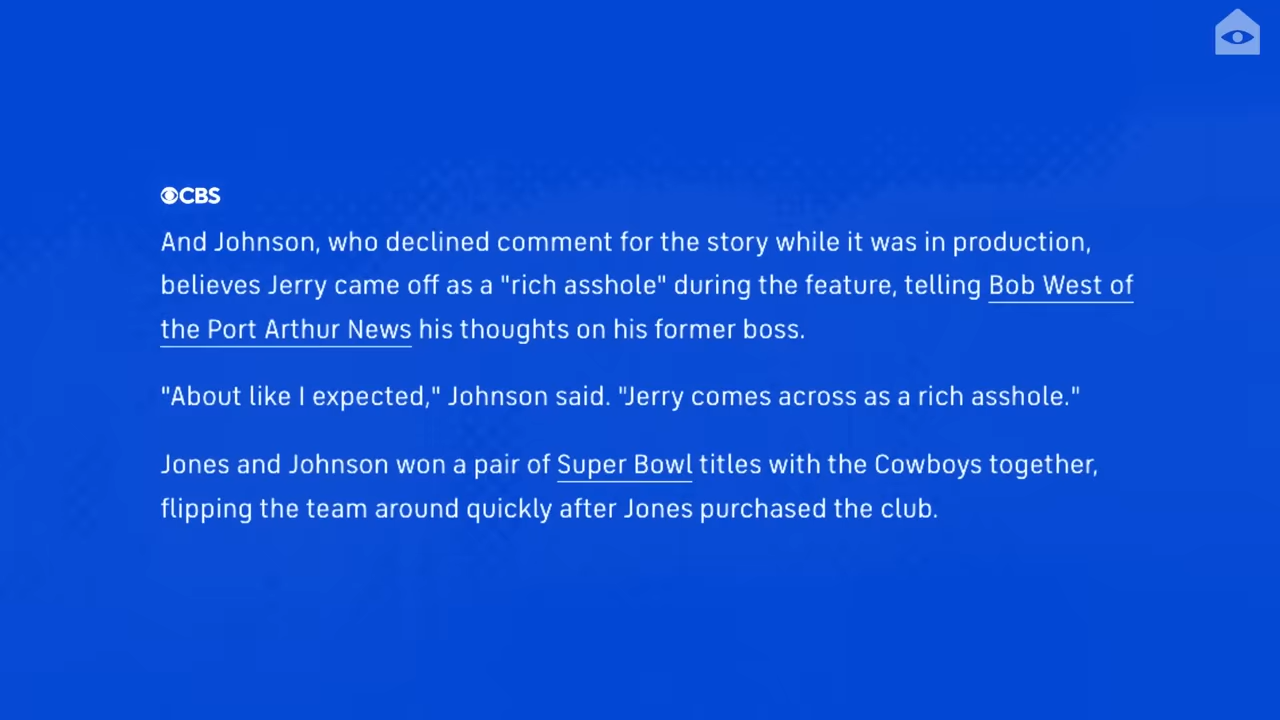 CBS
And Johnson, who declined comment for the story while it was in production,
believes Jerry came off as a "rich asshole" during the feature, telling Bob West of
the Port Arthur News his thoughts on his former boss.
"About like I expected," Johnson said. "Jerry comes across as a rich asshole."
Jones and Johnson won a pair of Super Bowl titles with the Cowboys together,
flipping the team around quickly after Jones purchased the club.